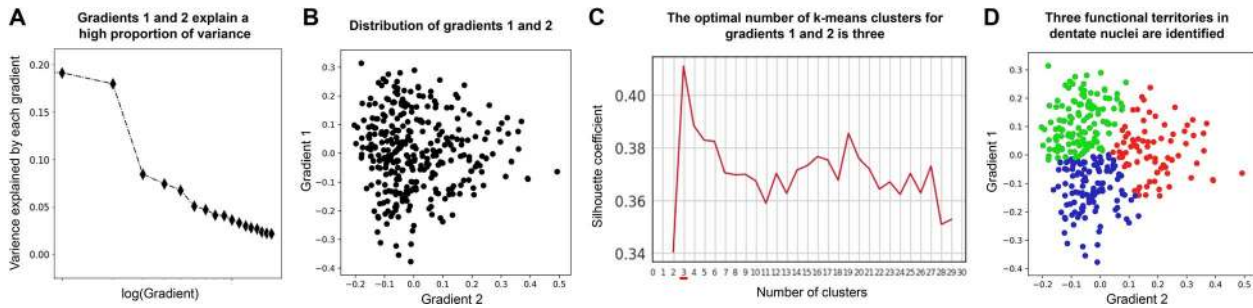 A
Gradients 1 and 2 explain a
high proportion of variance
Varience explained by each gradient
0.20
0.15
0.10
0.05
0.00
log(Gradient)
B
Distribution of gradients 1 and 2
Gradient 1
0.3
0.2
0.1
0.0
−0.1
−0.2
−0.3
−0.4
−0.2 −0.1 0.0 0.1 0.2 0.3 0.4 0.5
Gradient 2
C
The optimal number of k-means clusters for
gradients 1 and 2 is three
Silhouette coefficient
0.40
0.38
0.36
0.34
0 1 2 3 4 5 6 7 8 9 10 11 12 13 14 15 16 17 18 19 20 21 22 23 24 25 26 27 28 29 30
Number of clusters
D
Three functional territories in
dentate nuclei are identified
Gradient 1
0.3
0.2
0.1
0.0
−0.1
−0.2
−0.3
−0.4
−0.2 −0.1 0.0 0.1 0.2 0.3 0.4 0.5
Gradient 2